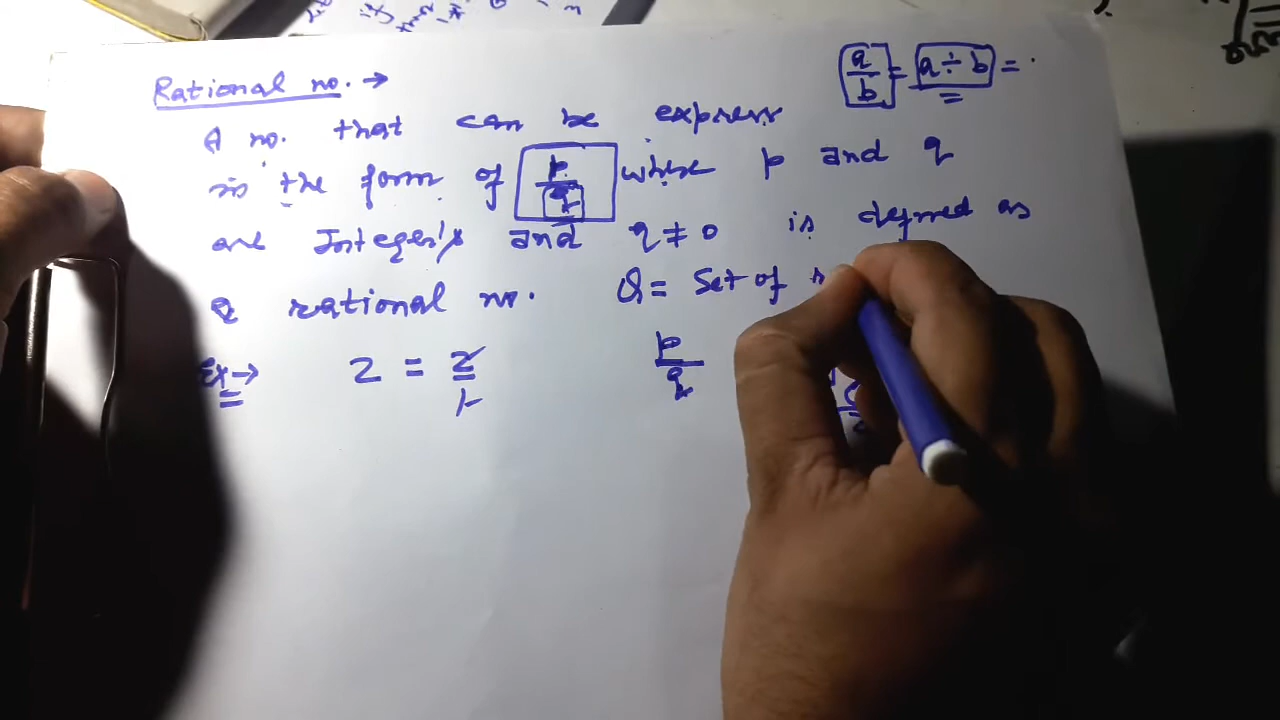 Rational no. →
a/b = a ÷ b =
A no. that can be express
in the form of p/q where p and q
are Integer's and q ≠ 0 is defined as
a rational no. Q = Set of
Ex → 2 = 2/1
p/q